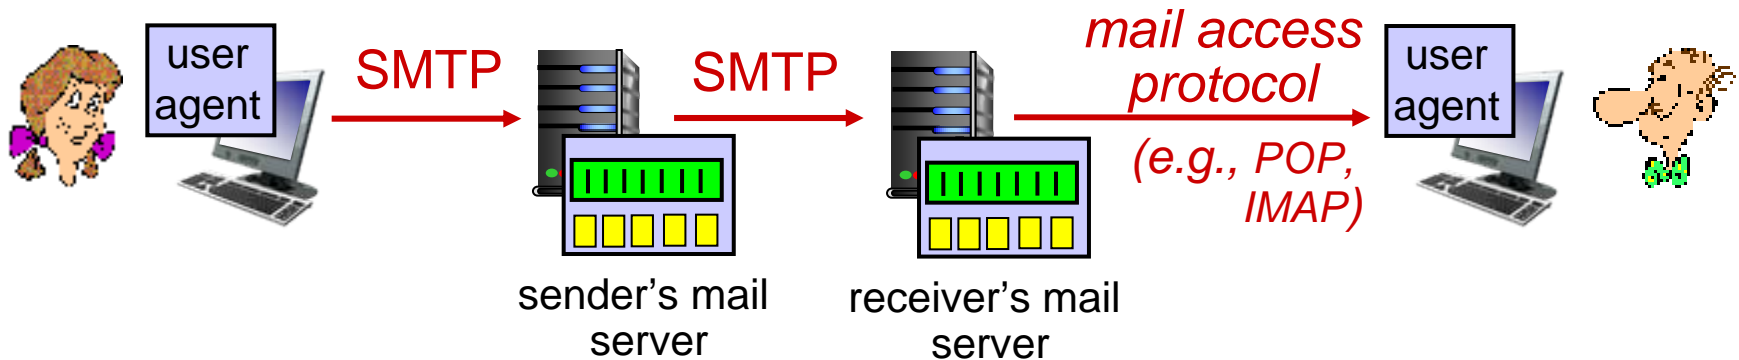 user
agent
SMTP
SMTP
mail access
protocol
(e.g., POP,
IMAP)
user
agent
sender’s mail
server
receiver’s mail
server